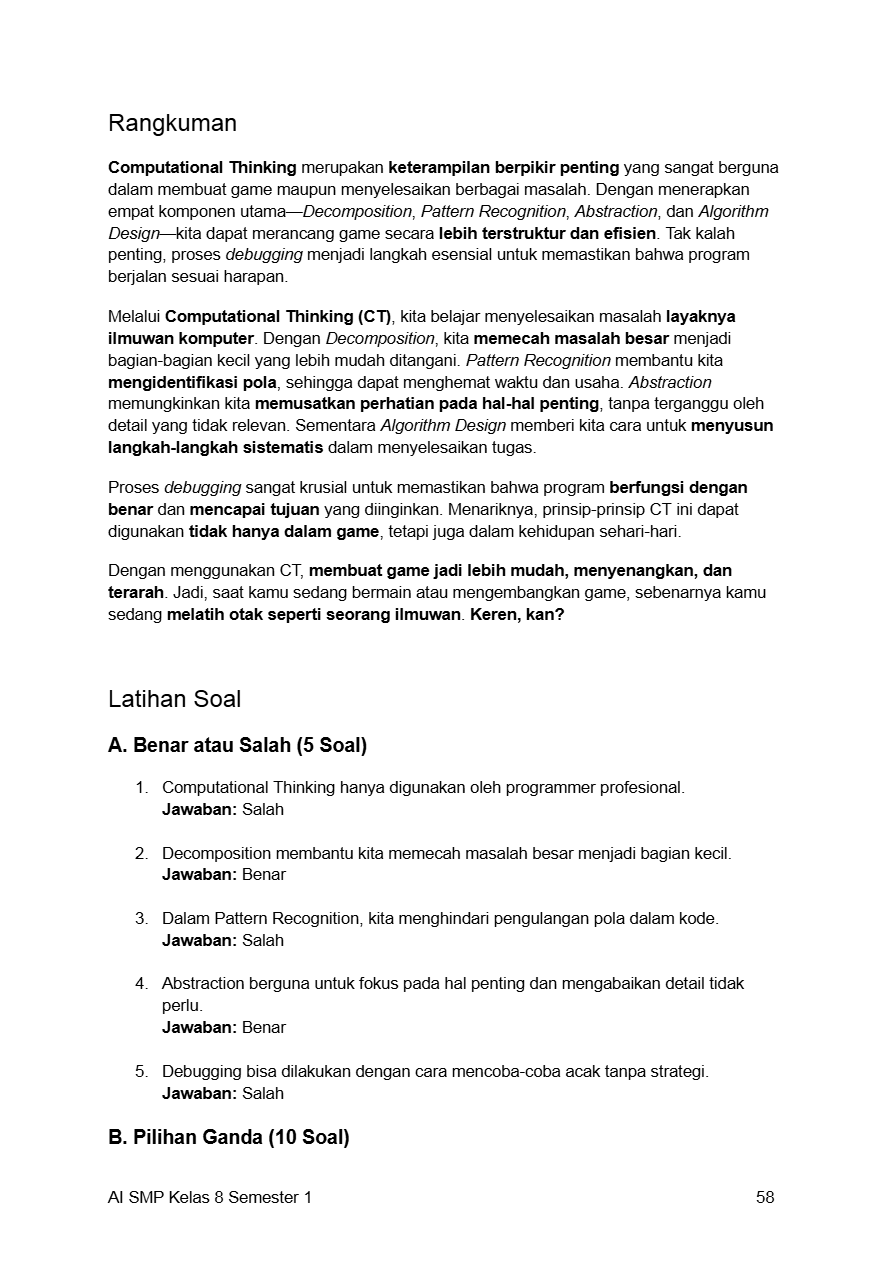 Rangkuman
Computational Thinking merupakan keterampilan berpikir penting yang sangat berguna
dalam membuat game maupun menyelesaikan berbagai masalah. Dengan menerapkan
empat komponen utama—Decomposition, Pattern Recognition, Abstraction, dan Algorithm
Design—kita dapat merancang game secara lebih terstruktur dan efisien. Tak kalah
penting, proses debugging menjadi langkah esensial untuk memastikan bahwa program
berjalan sesuai harapan.
Melalui Computational Thinking (CT), kita belajar menyelesaikan masalah layaknya
ilmuwan komputer. Dengan Decomposition, kita memecah masalah besar menjadi
bagian-bagian kecil yang lebih mudah ditangani. Pattern Recognition membantu kita
mengidentifikasi pola, sehingga dapat menghemat waktu dan usaha. Abstraction
memungkinkan kita memusatkan perhatian pada hal-hal penting, tanpa terganggu oleh
detail yang tidak relevan. Sementara Algorithm Design memberi kita cara untuk menyusun
langkah-langkah sistematis dalam menyelesaikan tugas.
Proses debugging sangat krusial untuk memastikan bahwa program berfungsi dengan
benar dan mencapai tujuan yang diinginkan. Menariknya, prinsip-prinsip CT ini dapat
digunakan tidak hanya dalam game, tetapi juga dalam kehidupan sehari-hari.
Dengan menggunakan CT, membuat game jadi lebih mudah, menyenangkan, dan
terarah. Jadi, saat kamu sedang bermain atau mengembangkan game, sebenarnya kamu
sedang melatih otak seperti seorang ilmuwan. Keren, kan?
Latihan Soal
A. Benar atau Salah (5 Soal)
1. Computational Thinking hanya digunakan oleh programmer profesional.
Jawaban: Salah
2. Decomposition membantu kita memecah masalah besar menjadi bagian kecil.
Jawaban: Benar
3. Dalam Pattern Recognition, kita menghindari pengulangan pola dalam kode.
Jawaban: Salah
4. Abstraction berguna untuk fokus pada hal penting dan mengabaikan detail tidak
perlu.
Jawaban: Benar
5. Debugging bisa dilakukan dengan cara mencoba-coba acak tanpa strategi.
Jawaban: Salah
B. Pilihan Ganda (10 Soal)
AI SMP Kelas 8 Semester 1 58